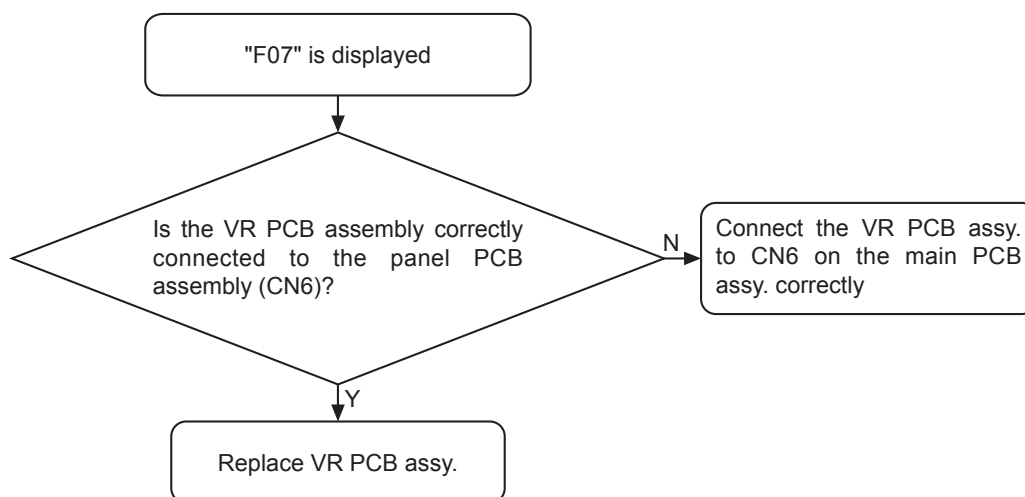 "F07" is displayed
Is the VR PCB assembly correctly
connected to the panel PCB
assembly (CN6)?
N
Connect the VR PCB assy.
to CN6 on the main PCB
assy. correctly
Y
Replace VR PCB assy.